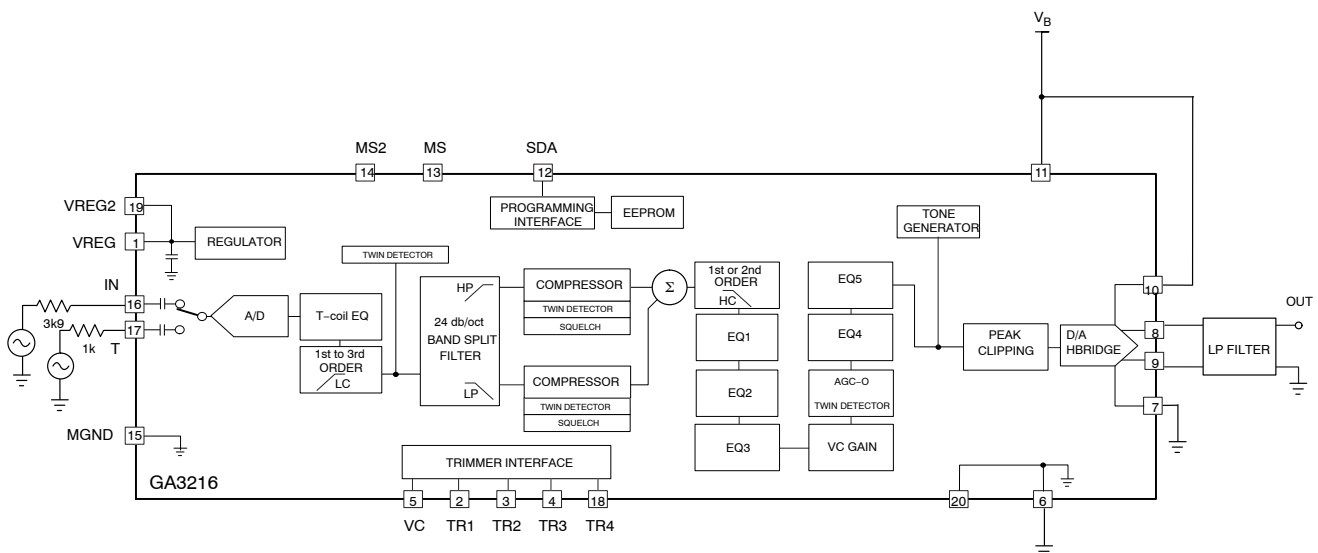 VB
MS2
MS
SDA
14
13
12
11
VREG2
19
PROGRAMMING
INTERFACE
EEPROM
TONE
GENERATOR
VREG
1
REGULATOR
TWIN DETECTOR
IN
16
3k9
17
1k
T
A/D
T−coil EQ
1st to 3rd
ORDER
LC
HP
24 db/oct
BAND SPLIT
FILTER
LP
COMPRESSOR
TWIN DETECTOR
SQUELCH
COMPRESSOR
TWIN DETECTOR
SQUELCH
Σ
1st or 2nd
ORDER
HC
EQ1
EQ2
EQ3
EQ5
EQ4
AGC−O
TWIN DETECTOR
VC GAIN
PEAK
CLIPPING
D/A
HBRIDGE
10
8
9
7
LP FILTER
OUT
MGND
15
TRIMMER INTERFACE
GA3216
5
2
3
4
18
20
6
VC
TR1
TR2
TR3
TR4